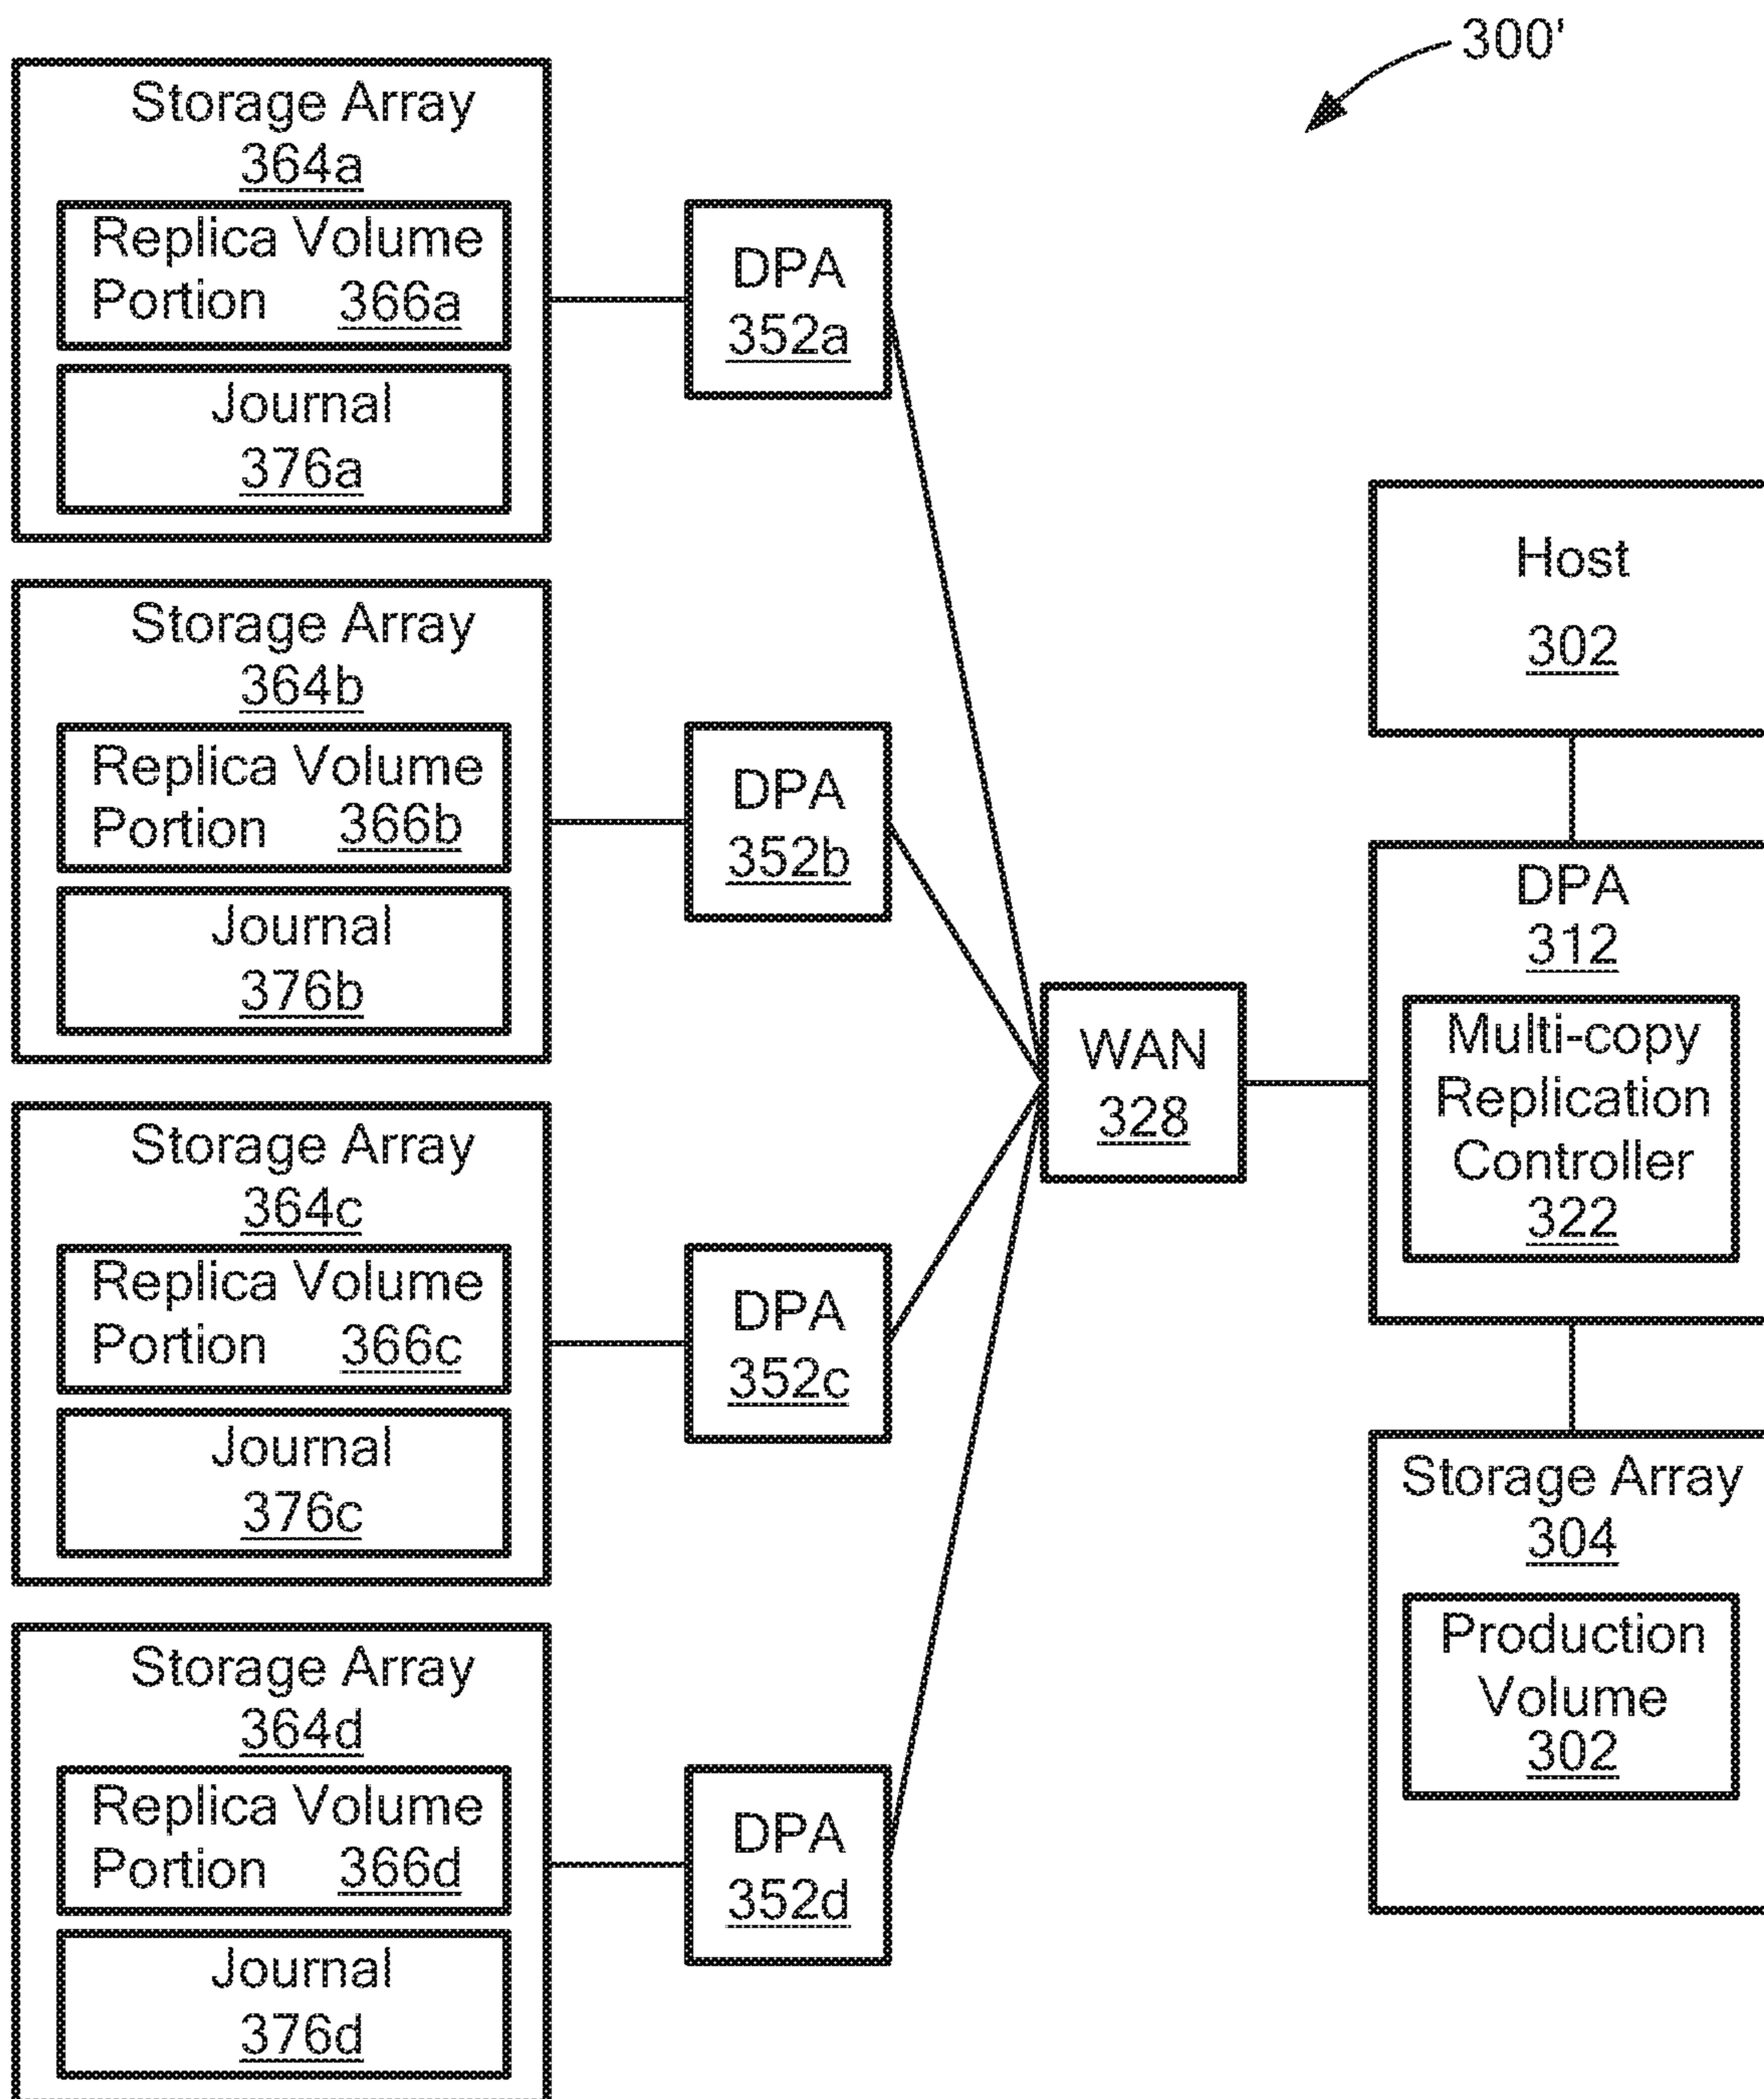 300'
Storage Array
364a
Replica Volume
Portion 366a
Journal
376a
DPA
352a
Storage Array
364b
Replica Volume
Portion 366b
Journal
376b
DPA
352b
Storage Array
364c
Replica Volume
Portion 366c
Journal
376c
DPA
352c
Storage Array
364d
Replica Volume
Portion 366d
Journal
376d
DPA
352d
WAN
328
Host
302
DPA
312
Multi-copy
Replication
Controller
322
Storage Array
304
Production
Volume
302